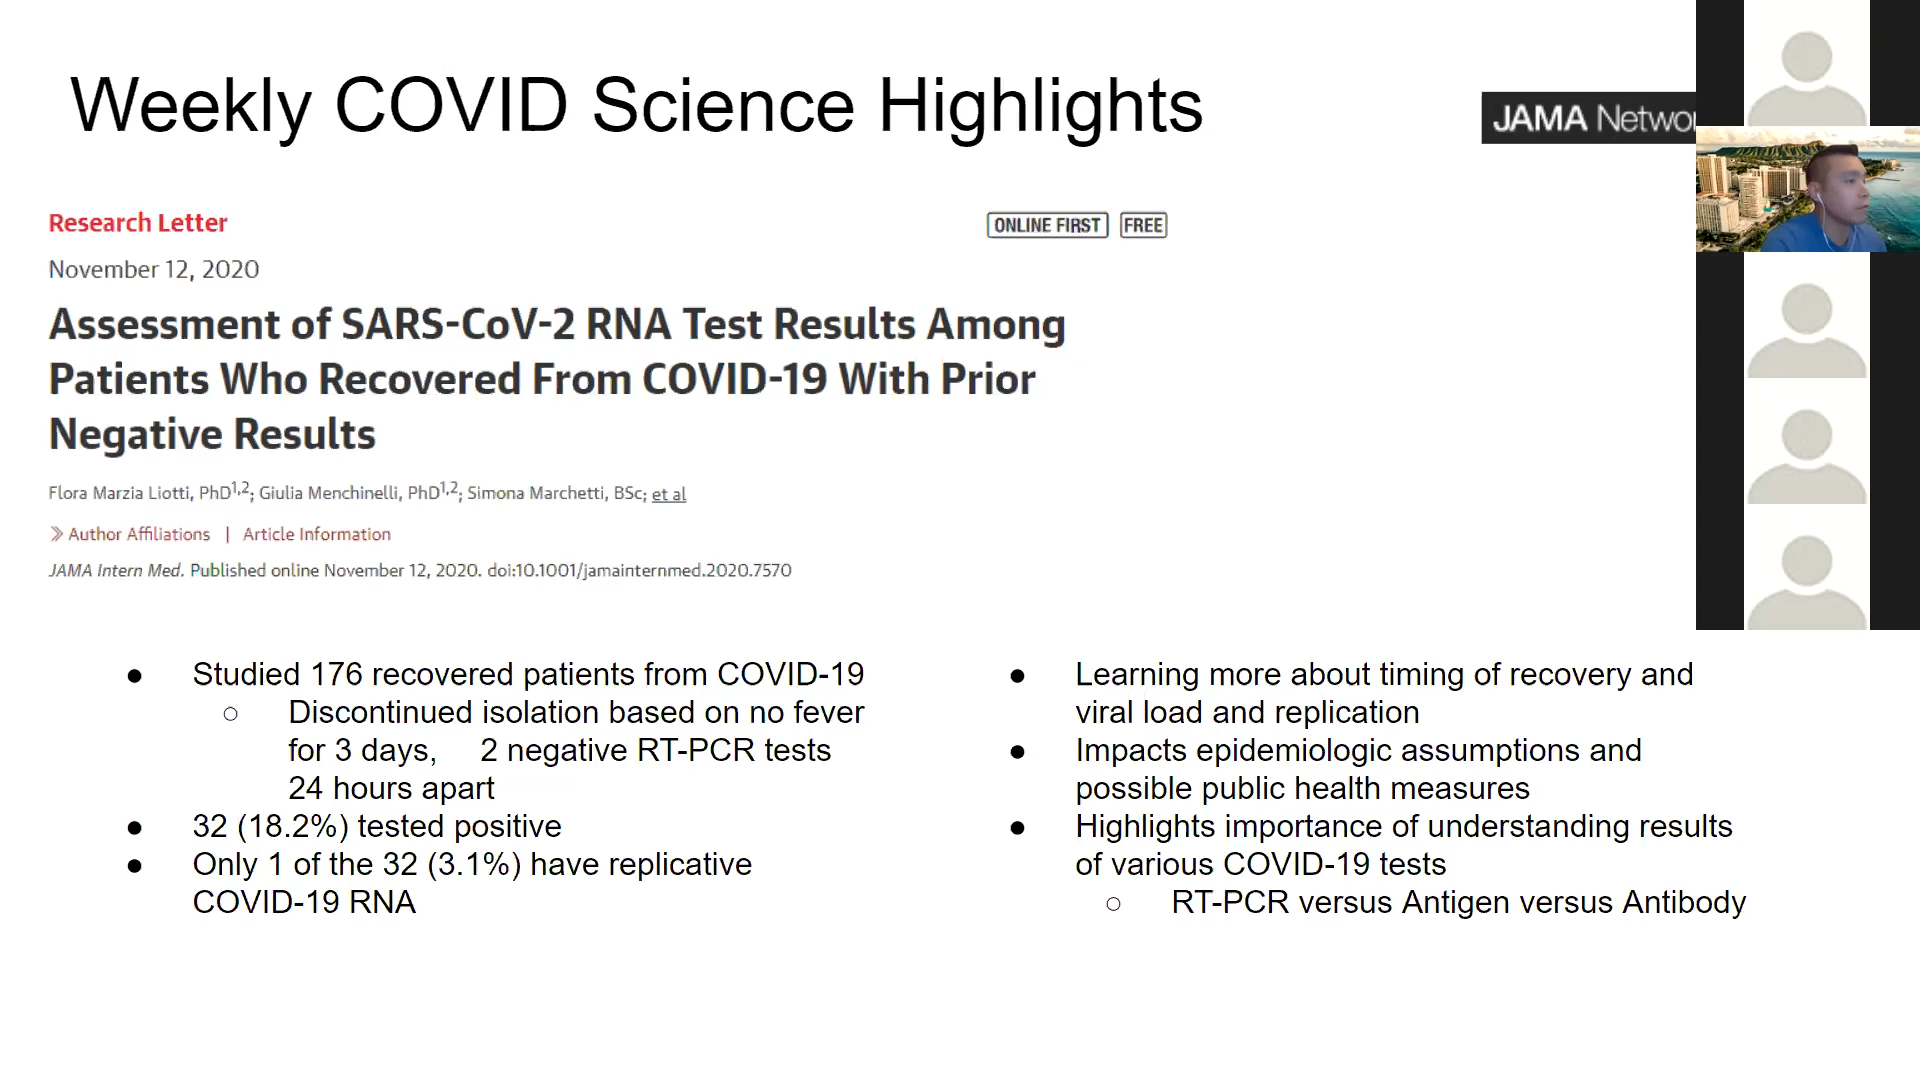 Weekly COVID Science Highlights
JAMA Netwo
Research Letter
ONLINE FIRST FREE
November 12, 2020
Assessment of SARS-CoV-2 RNA Test Results Among
Patients Who Recovered From COVID-19 With Prior
Negative Results
Flora Marzia Liotti, PhD1,2; Giulia Menchinelli, PhD1,2; Simona Marchetti, BSc; et al
Author Affiliations | Article Information
JAMA Intern Med. Published online November 12, 2020. doi:10.1001/jamainternmed.2020.7570
● Studied 176 recovered patients from COVID-19
○ Discontinued isolation based on no fever
for 3 days, 2 negative RT-PCR tests
24 hours apart
● 32 (18.2%) tested positive
● Only 1 of the 32 (3.1%) have replicative
COVID-19 RNA
● Learning more about timing of recovery and
viral load and replication
● Impacts epidemiologic assumptions and
possible public health measures
● Highlights importance of understanding results
of various COVID-19 tests
○ RT-PCR versus Antigen versus Antibody